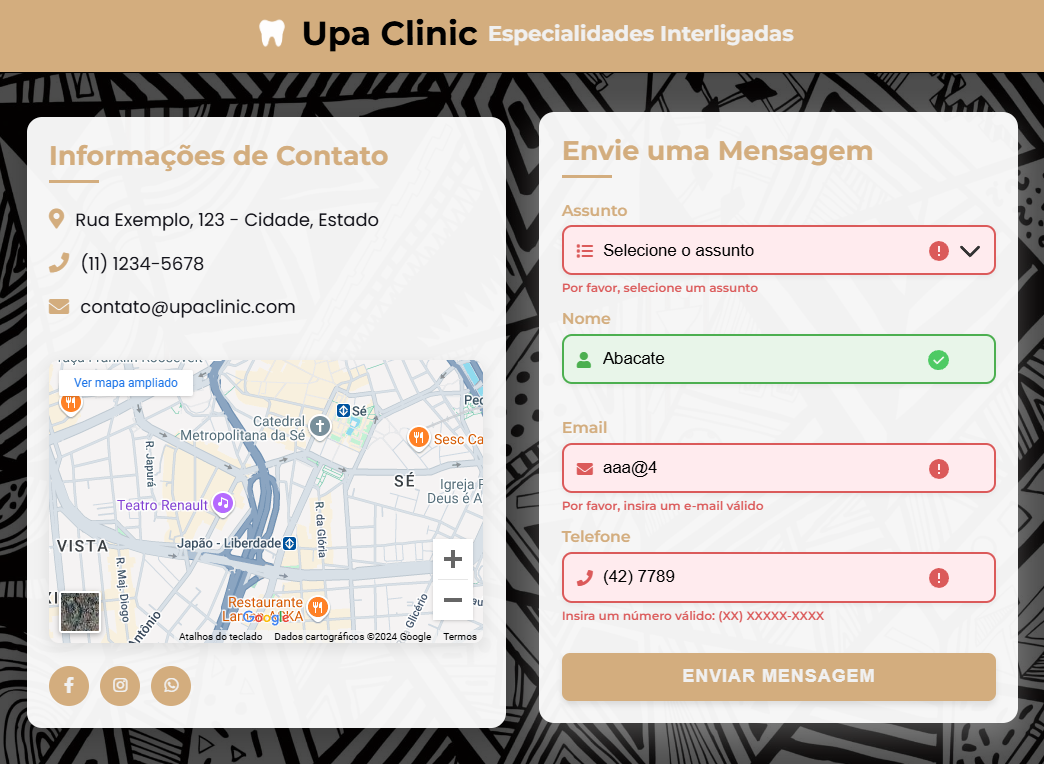 Upa Clinic Especialidades Interligadas
Informações de Contato
Rua Exemplo, 123 - Cidade, Estado
(11) 1234-5678
contato@upaclinic.com
Ver mapa ampliado
Sé
Catedral
Metropolitana da Sé
Sesc Ca
R. Japurá
SÉ
Igreja F
Deus é A
Teatro Renault
R. da Glória
VISTA
Japão - Liberdade
R. Maj. Diogo
Restaurante
Google
Glicério
Antônio
Atalhos do teclado
Dados cartográficos ©2024 Google
Termos
Envie uma Mensagem
Assunto
Selecione o assunto
Por favor, selecione um assunto
Nome
Abacate
Email
aaa@4
Por favor, insira um e-mail válido
Telefone
(42) 7789
Insira um número válido: (XX) XXXXX-XXXX
ENVIAR MENSAGEM